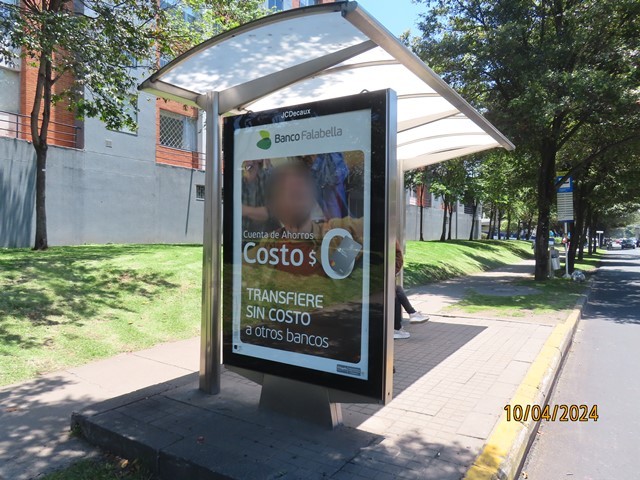 JCDecaux
Banco Falabella
Cuenta de Ahorros
Costo $0
TRANSFIERE
SIN COSTO
a otros bancos
10/04/2024